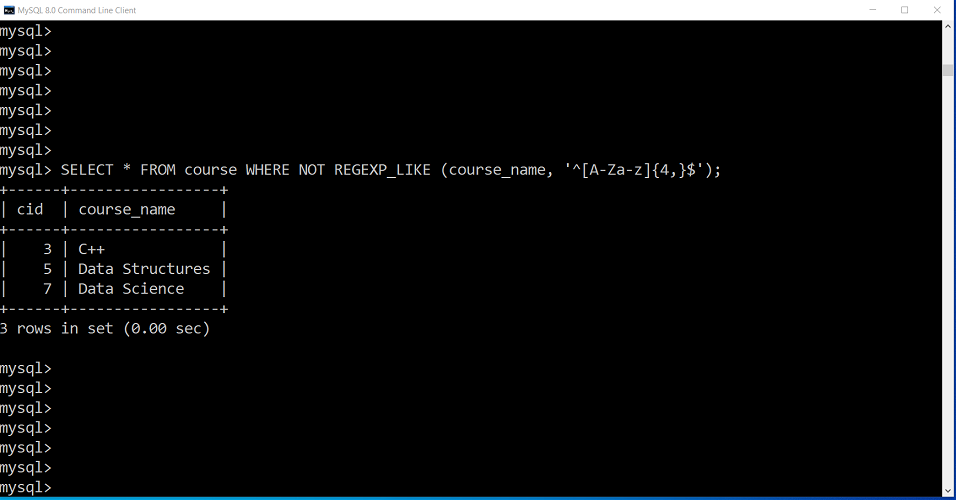 MySQL 8.0 Command Line Client
mysql>
mysql>
mysql>
mysql>
mysql>
mysql>
mysql>
mysql> SELECT * FROM course WHERE NOT REGEXP_LIKE (course_name, '^[A-Za-z]{4,}$');
+------+-----------------+
| cid  | course_name     |
+------+-----------------+
|    3 | C++             |
|    5 | Data Structures |
|    7 | Data Science    |
+------+-----------------+
3 rows in set (0.00 sec)
mysql>
mysql>
mysql>
mysql>
mysql>
mysql>
mysql>